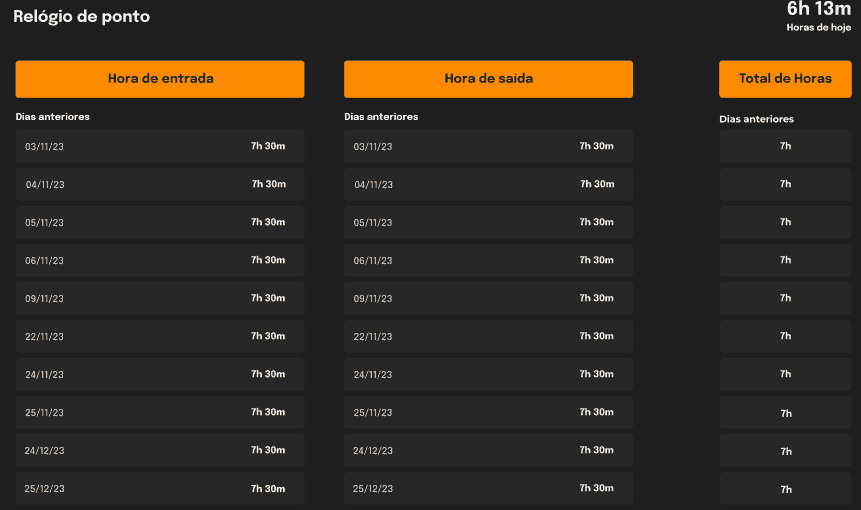 Relógio de ponto
6h 13m
Horas de hoje
Hora de entrada Hora de saída Total de Horas
Dias anteriores Dias anteriores Dias anteriores
03/11/23 7h 30m 03/11/23 7h 30m 7h
04/11/23 7h 30m 04/11/23 7h 30m 7h
05/11/23 7h 30m 05/11/23 7h 30m 7h
06/11/23 7h 30m 06/11/23 7h 30m 7h
09/11/23 7h 30m 09/11/23 7h 30m 7h
22/11/23 7h 30m 22/11/23 7h 30m 7h
24/11/23 7h 30m 24/11/23 7h 30m 7h
25/11/23 7h 30m 25/11/23 7h 30m 7h
24/12/23 7h 30m 24/12/23 7h 30m 7h
25/12/23 7h 30m 25/12/23 7h 30m 7h